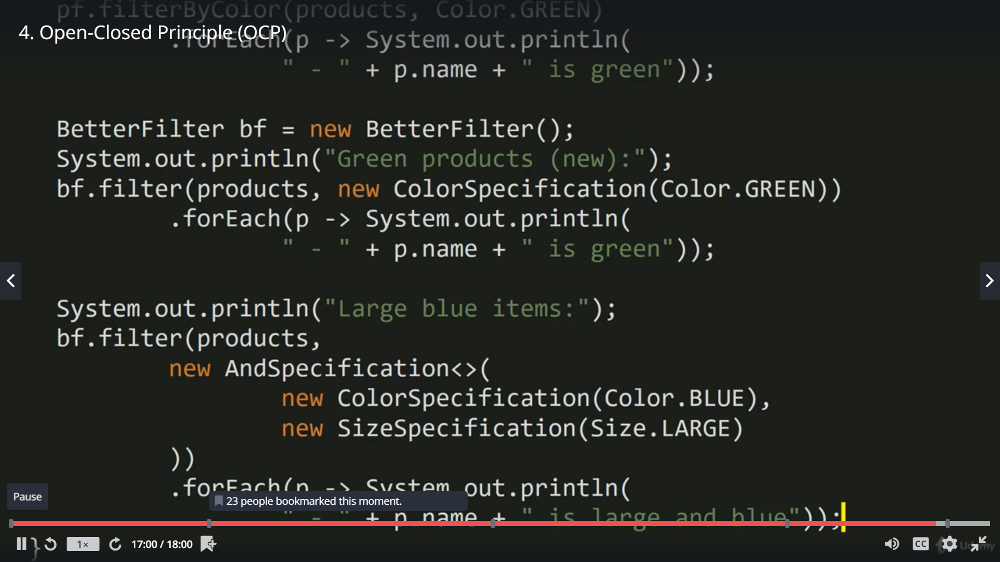 pf.filterByColor(products, Color.GREEN)
4. Open-Closed Principle (OCP)
.forEach(p -> System.out.println(
" - " + p.name + " is green"));
BetterFilter bf = new BetterFilter();
System.out.println("Green products (new):");
bf.filter(products, new ColorSpecification(Color.GREEN))
.forEach(p -> System.out.println(
" - " + p.name + " is green"));
System.out.println("Large blue items:");
bf.filter(products,
new AndSpecification<>(
new ColorSpecification(Color.BLUE),
new SizeSpecification(Size.LARGE)
))
.forEach(p -> System.out.println(
Pause
23 people bookmarked this moment.
" - " + p.name + " is large and blue"));
}
1×
17:00 / 18:00
CC
Udemy